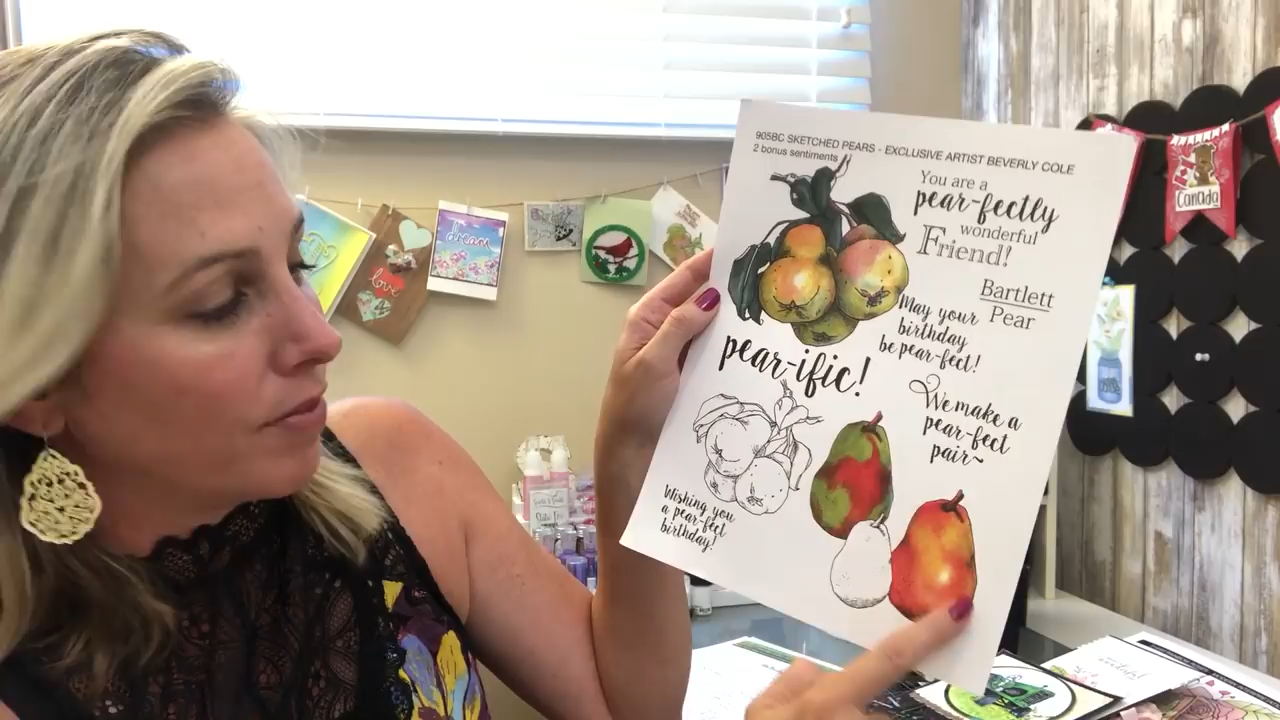 905BC SKETCHED PEARS - EXCLUSIVE ARTIST BEVERLY COLE
2 bonus sentiments
You are a
pear-fectly
wonderful
Friend!
Bartlett
Pear
May your
birthday
be pear-fect!
pear-ific!
We make a
pear-fect
pair~
Wishing you
a pear-fect
birthday!
love
dream
Canada